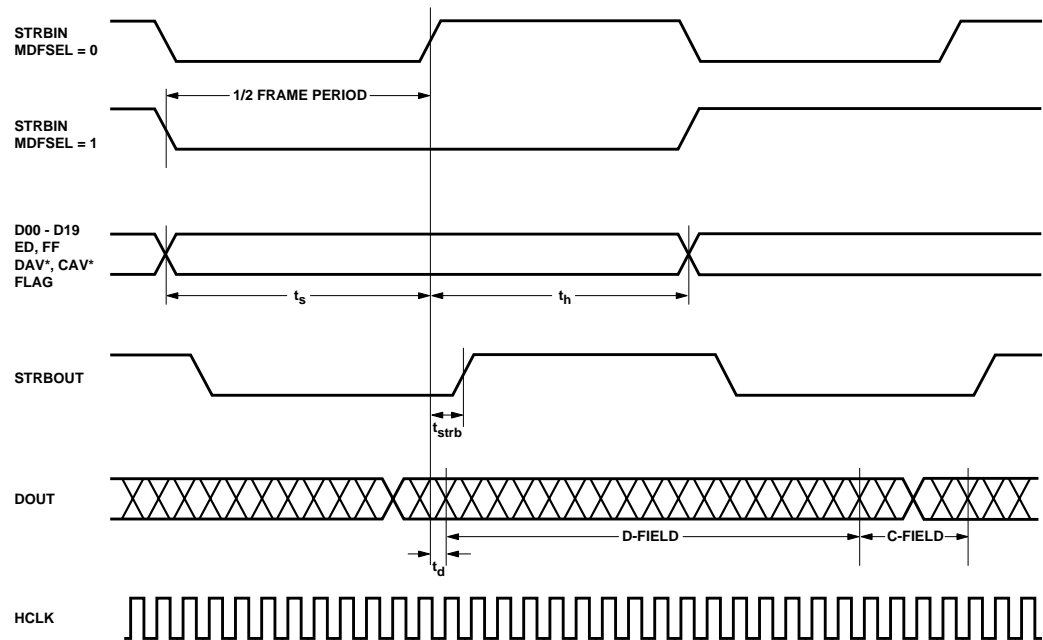 STRBIN
MDFSEL = 0
1/2 FRAME PERIOD
STRBIN
MDFSEL = 1
D00 - D19
ED, FF
DAV*, CAV*
FLAG
ts
th
STRBOUT
tstrb
DOUT
D-FIELD
C-FIELD
td
HCLK